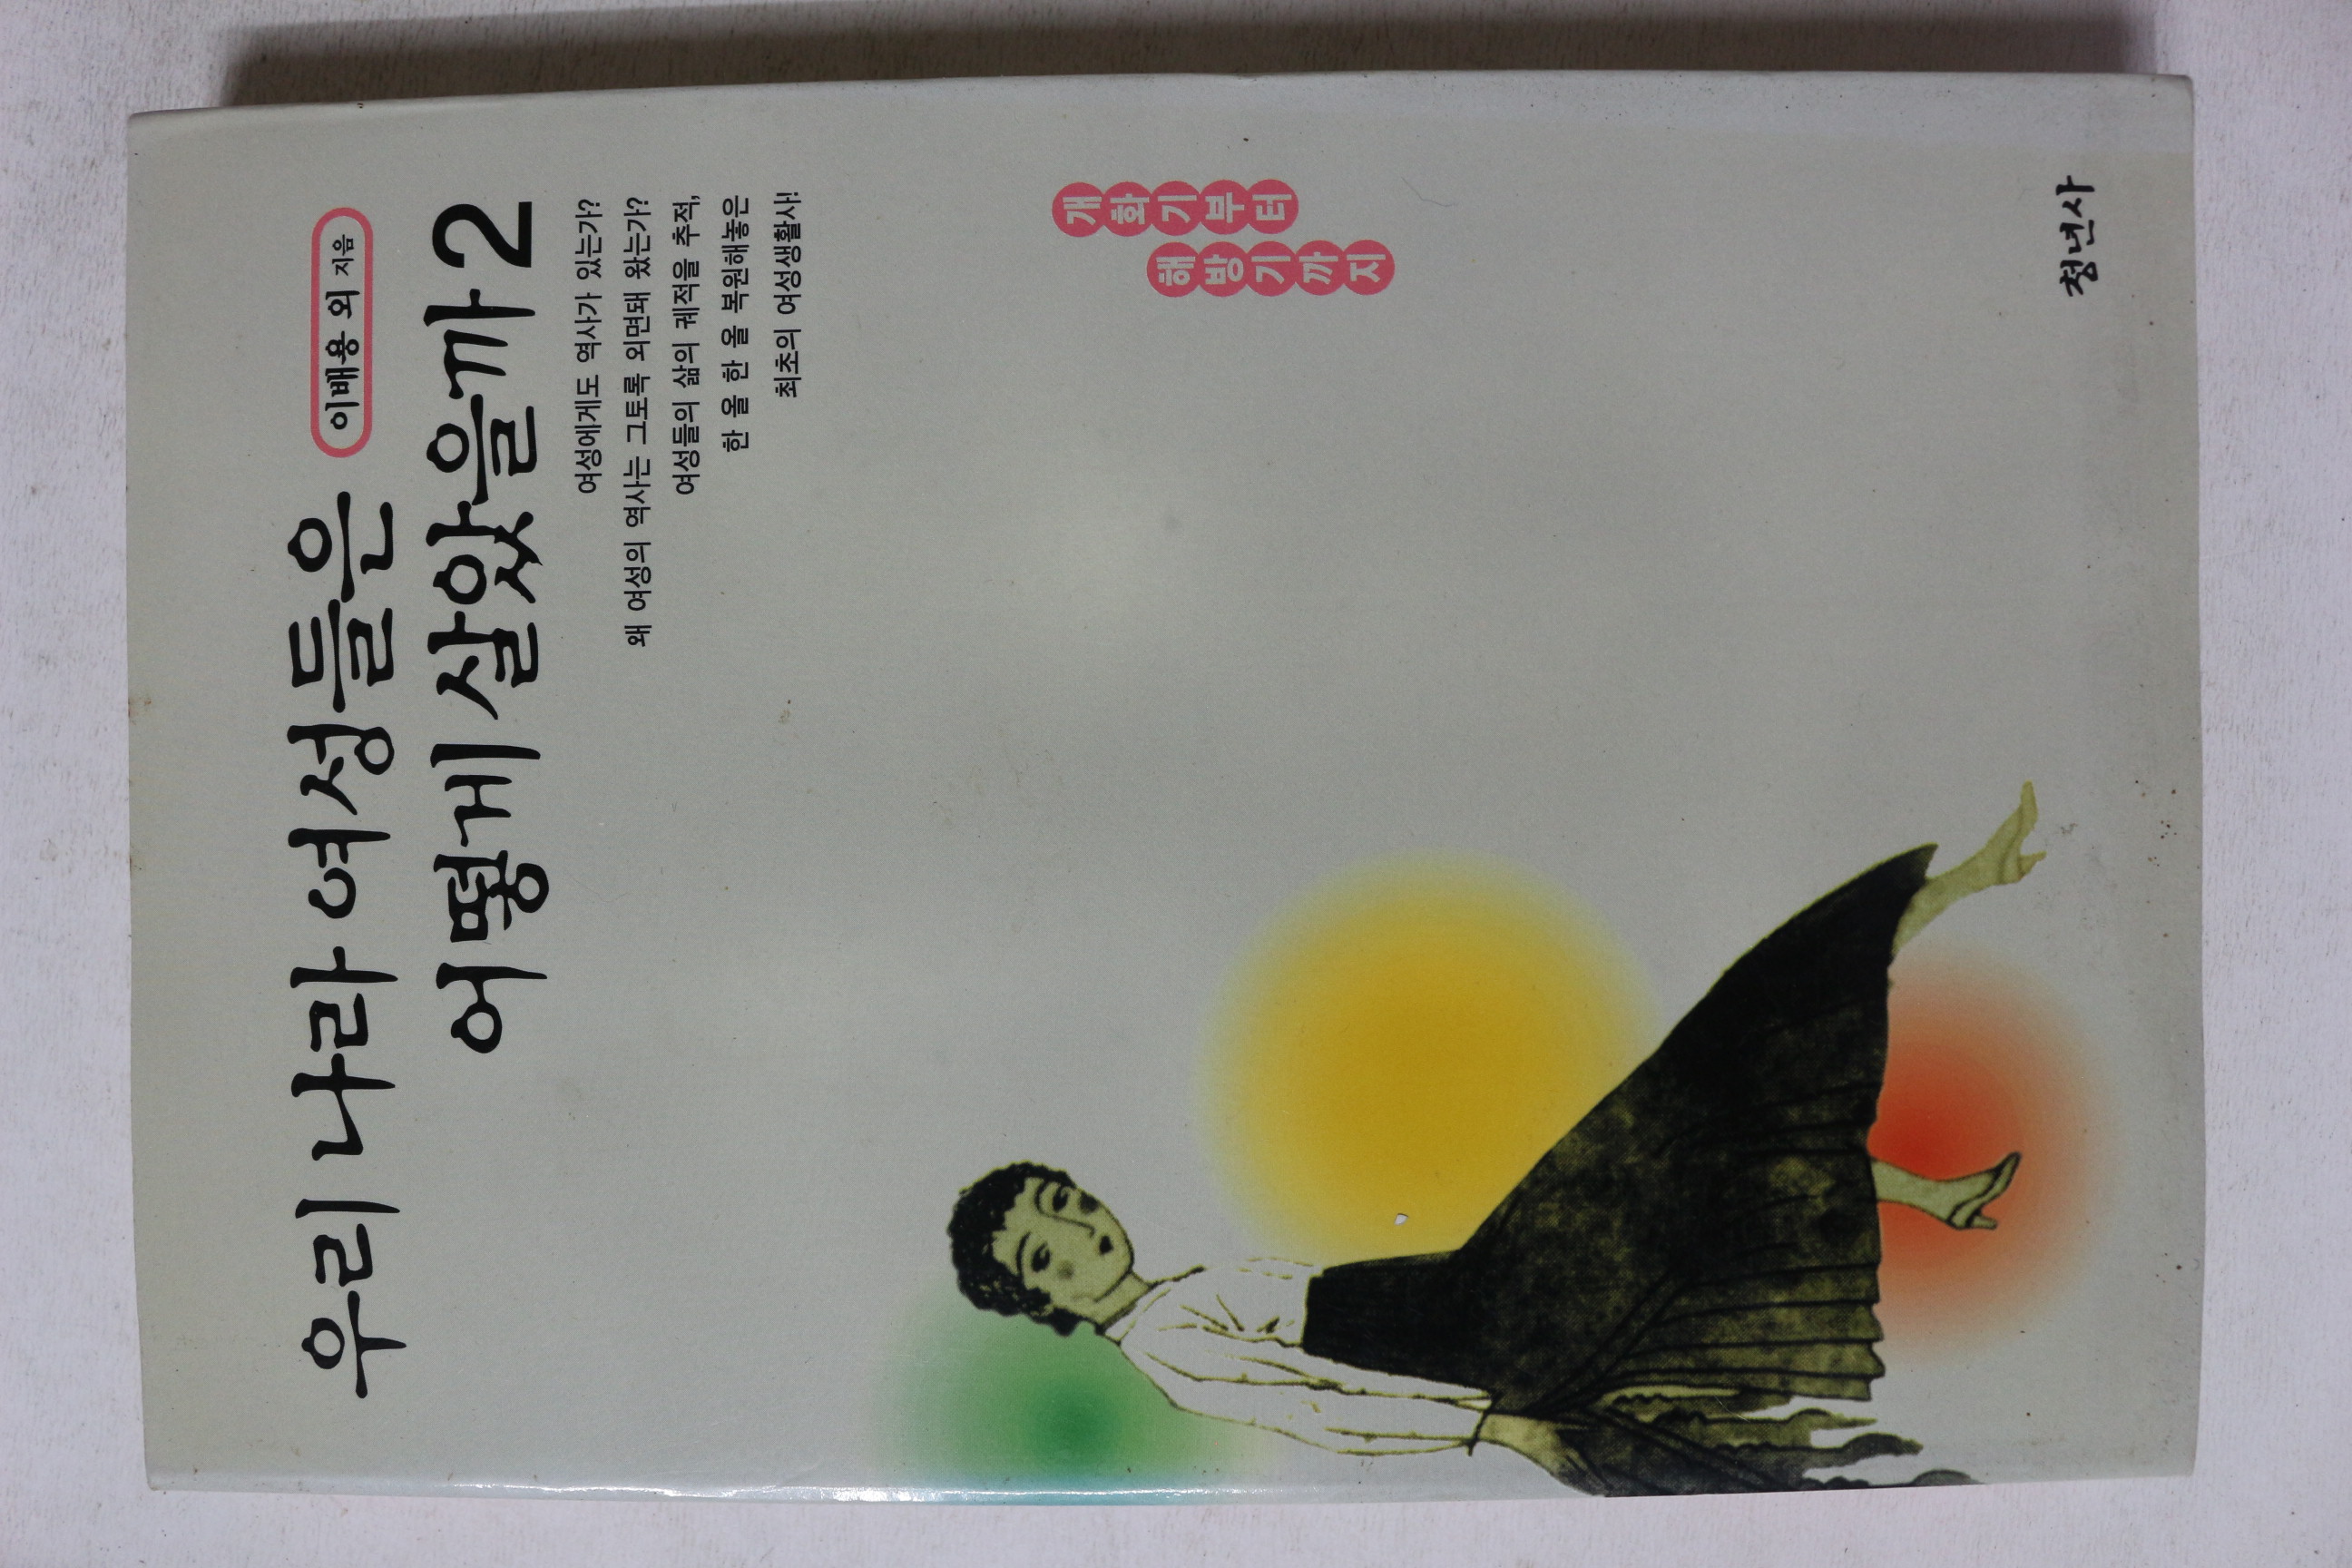 우리 나라 여성들은
이배용 외 지음
어떻게 살았을까 2
여성에게도 역사가 있는가?
왜 여성의 역사는 그토록 외면돼 왔는가?
여성들의 삶의 궤적을 추적,
한 올 한 올 복원해놓은
최초의 여성생활사!
개화기부터
해방기까지
청년사